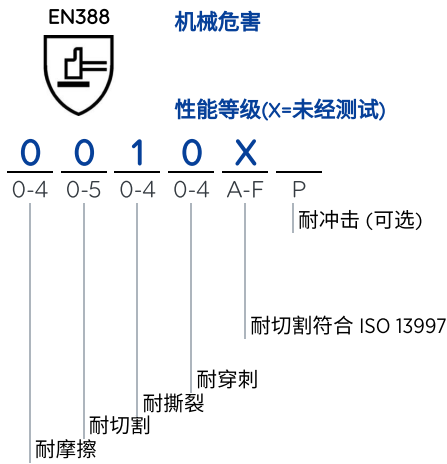 EN388
机械危害
性能等级(X=未经测试)
0 0 1 0 X
0-4 0-5 0-4 0-4 A-F P
耐冲击 (可选)
耐切割符合 ISO 13997
耐穿刺
耐撕裂
耐切割
耐摩擦